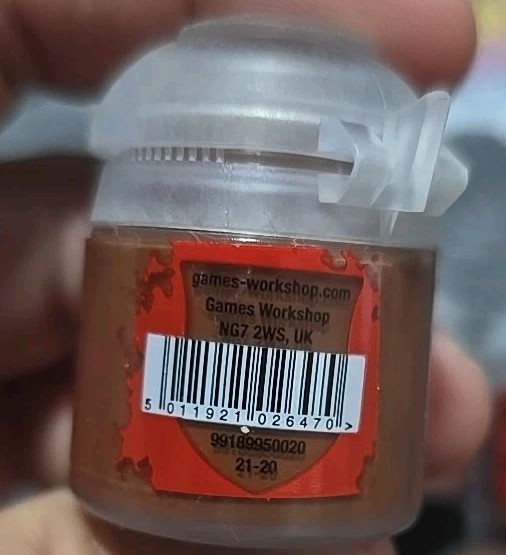 games-workshop.com
Games Workshop
NG7 2WS, UK
5 011921 026470 >
99189950020
21-20